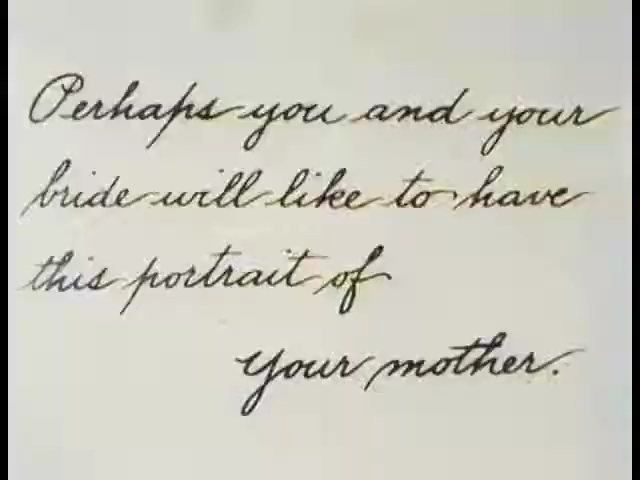 Perhaps you and your
bride will like to have
this portrait of
your mother.